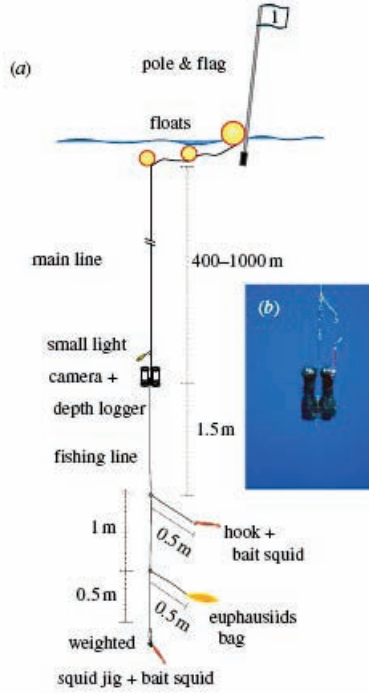 1
(a)
pole & flag
floats
main line
400–1000 m
small light
(b)
camera +
depth logger
1.5 m
fishing line
1 m
0.5 m
hook +
bait squid
0.5 m
0.5 m
euphausiids
bag
weighted
squid jig + bait squid